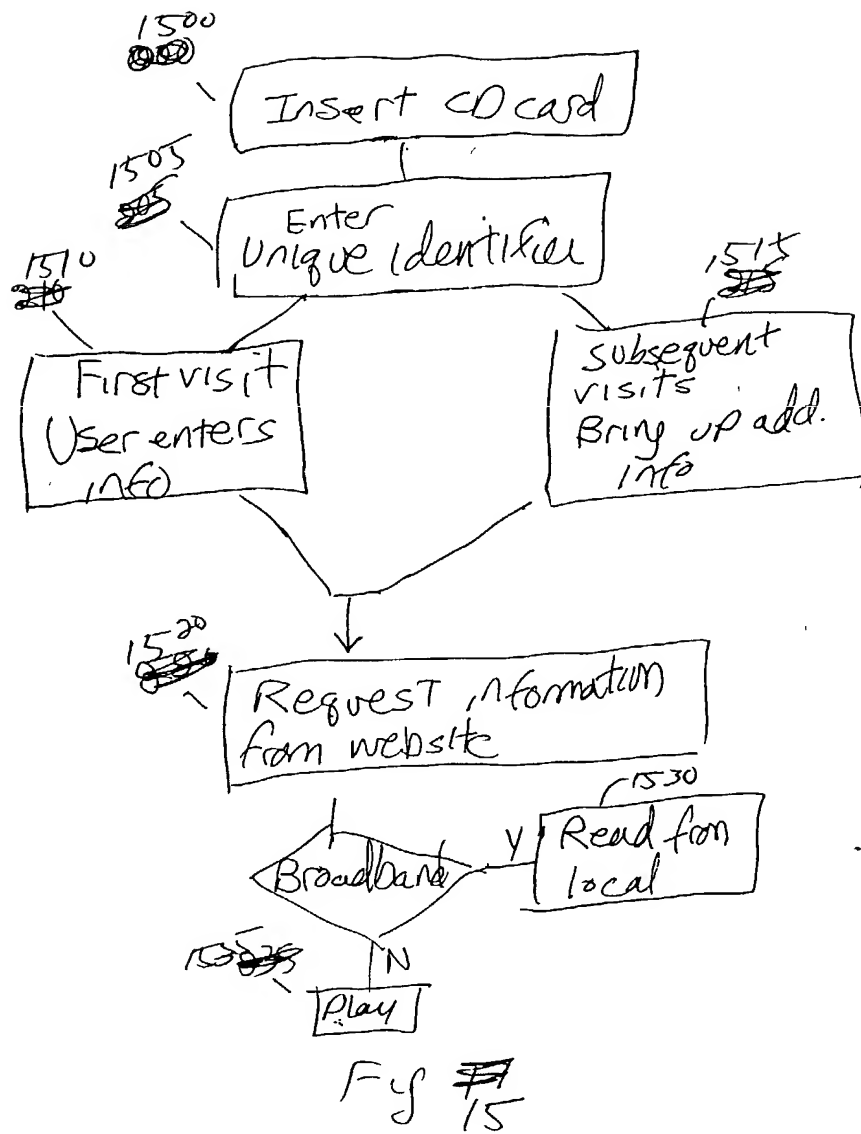 1500
Insert CD card
1505
Enter
Unique identifier
1510
First visit
User enters
info
1515
Subsequent
visits
Bring up add.
info
1520
Request information
from website
Broadband
Y
1530
Read from
local
N
1535
Play
Fig
15